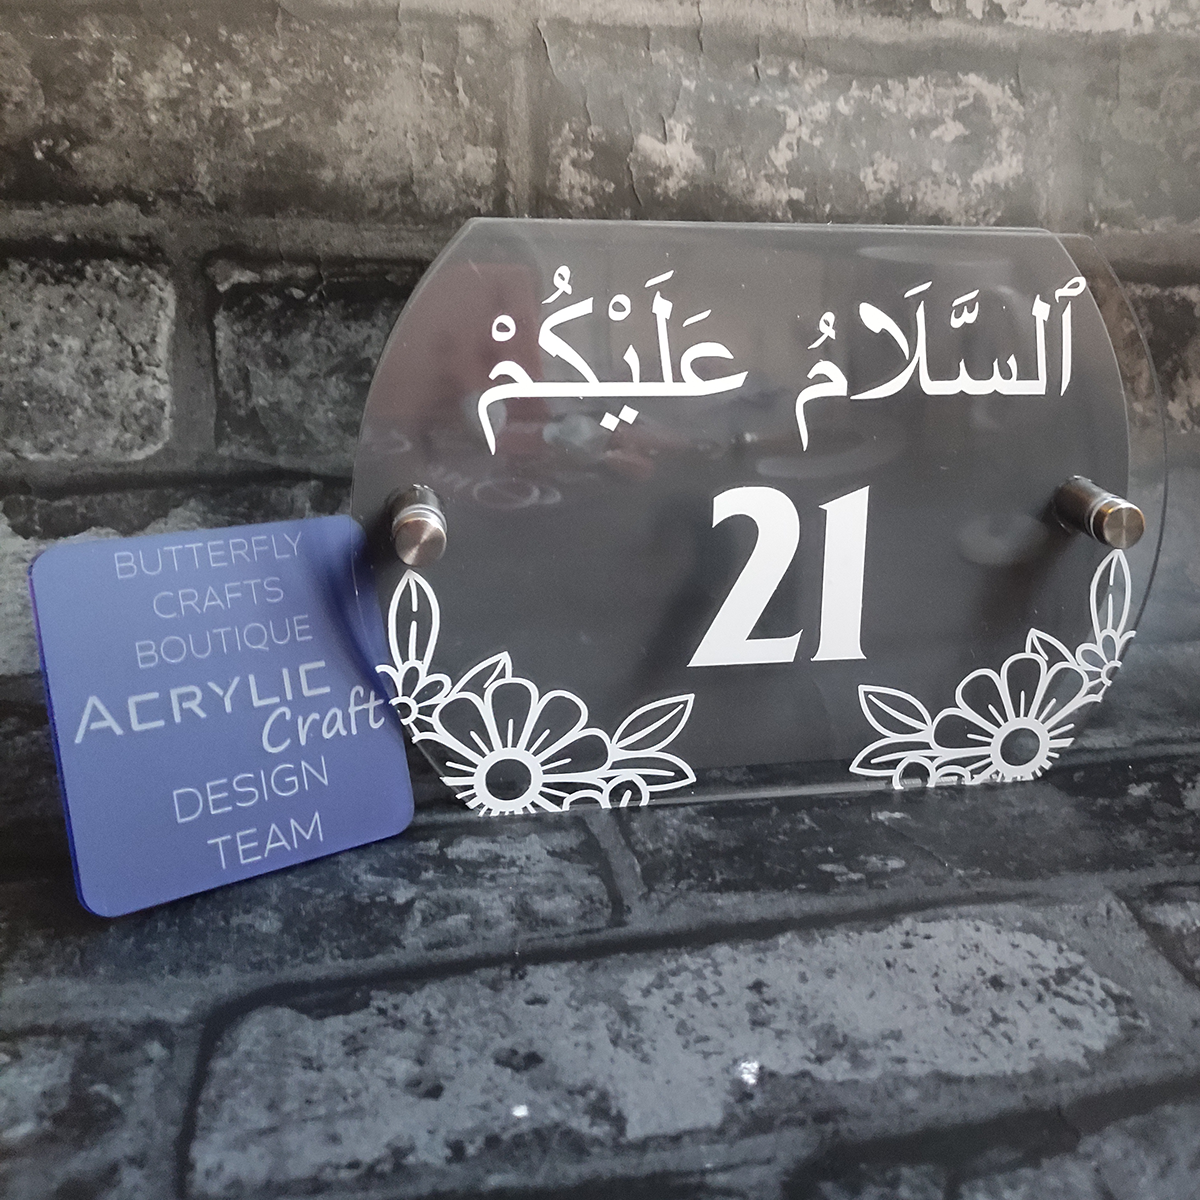 ٱلسَّلَامُ عَلَيْكُمْ
21
BUTTERFLY
CRAFTS
BOUTIQUE
ACRYLIC
Craft
DESIGN
TEAM